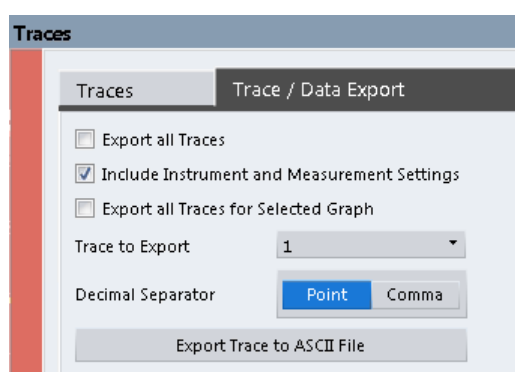 Traces
Traces Trace / Data Export
Export all Traces
Include Instrument and Measurement Settings
Export all Traces for Selected Graph
Trace to Export 1
Decimal Separator Point Comma
Export Trace to ASCII File